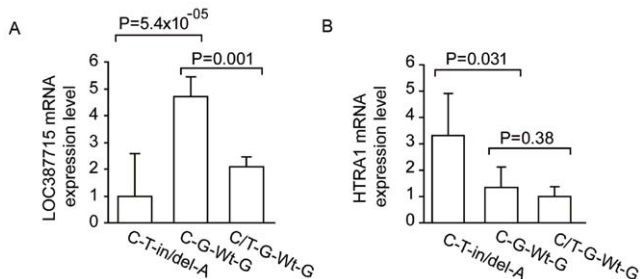 A
P=5.4x10⁻⁰⁵
P=0.001
LOC387715 mRNA
expression level
6
5
4
3
2
1
0
C-T-in/del-A
C-G-Wt-G
C/T-G-Wt-G
B
P=0.031
P=0.38
HTRA1 mRNA
expression level
6
5
4
3
2
1
0
C-T-in/del-A
C-G-Wt-G
C/T-G-Wt-G